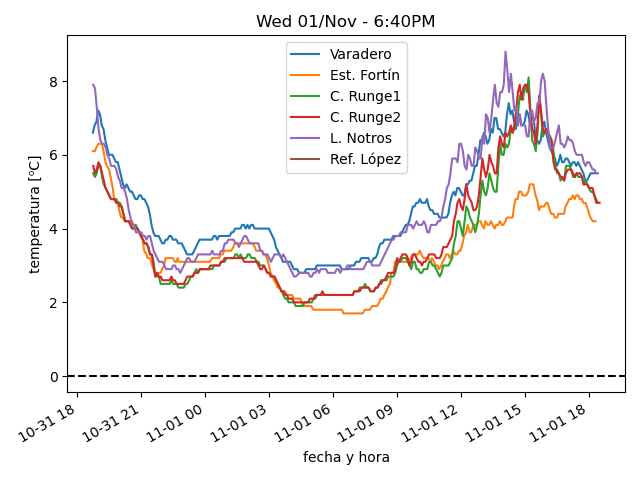 Wed 01/Nov - 6:40PM
Varadero
Est. Fortín
C. Runge1
C. Runge2
L. Notros
Ref. López
temperatura [ºC]
8
6
4
2
0
10-31 18
10-31 21
11-01 00
11-01 03
11-01 06
11-01 09
11-01 12
11-01 15
11-01 18
fecha y hora